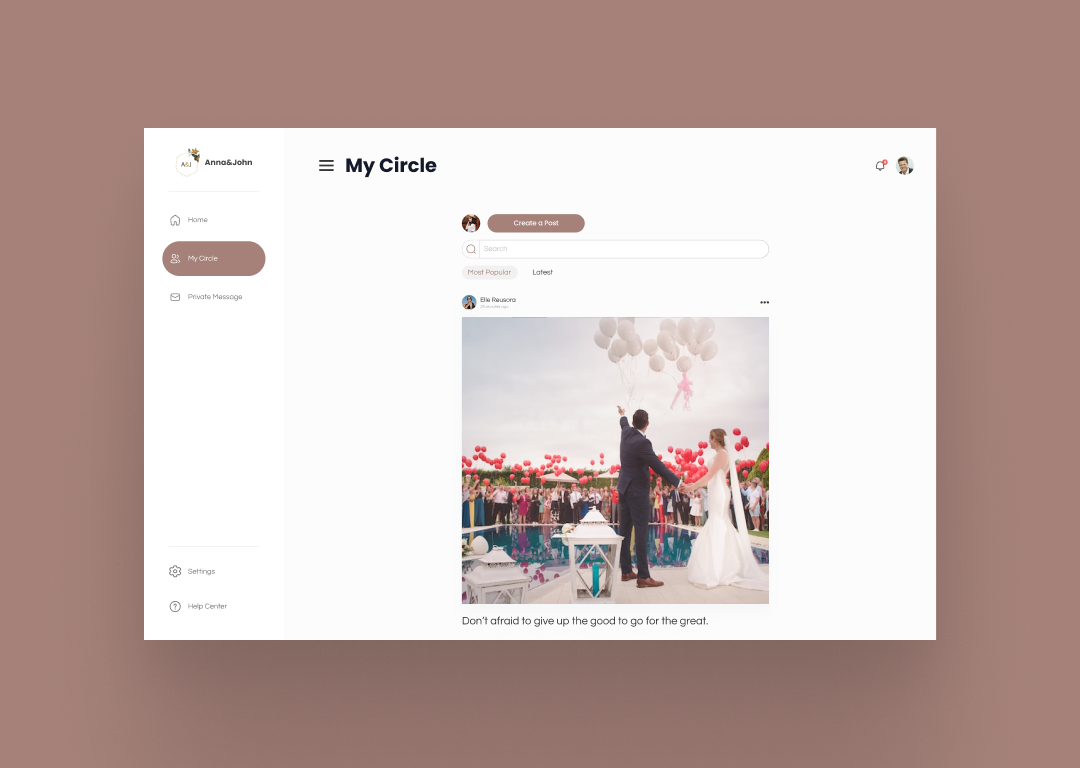 A&J
Anna&John
My Circle
Home
My Circle
Private Message
Settings
Help Center
Create a Post
Search
Most Popular
Latest
Elle Reusora
Don't afraid to give up the good to go for the great.